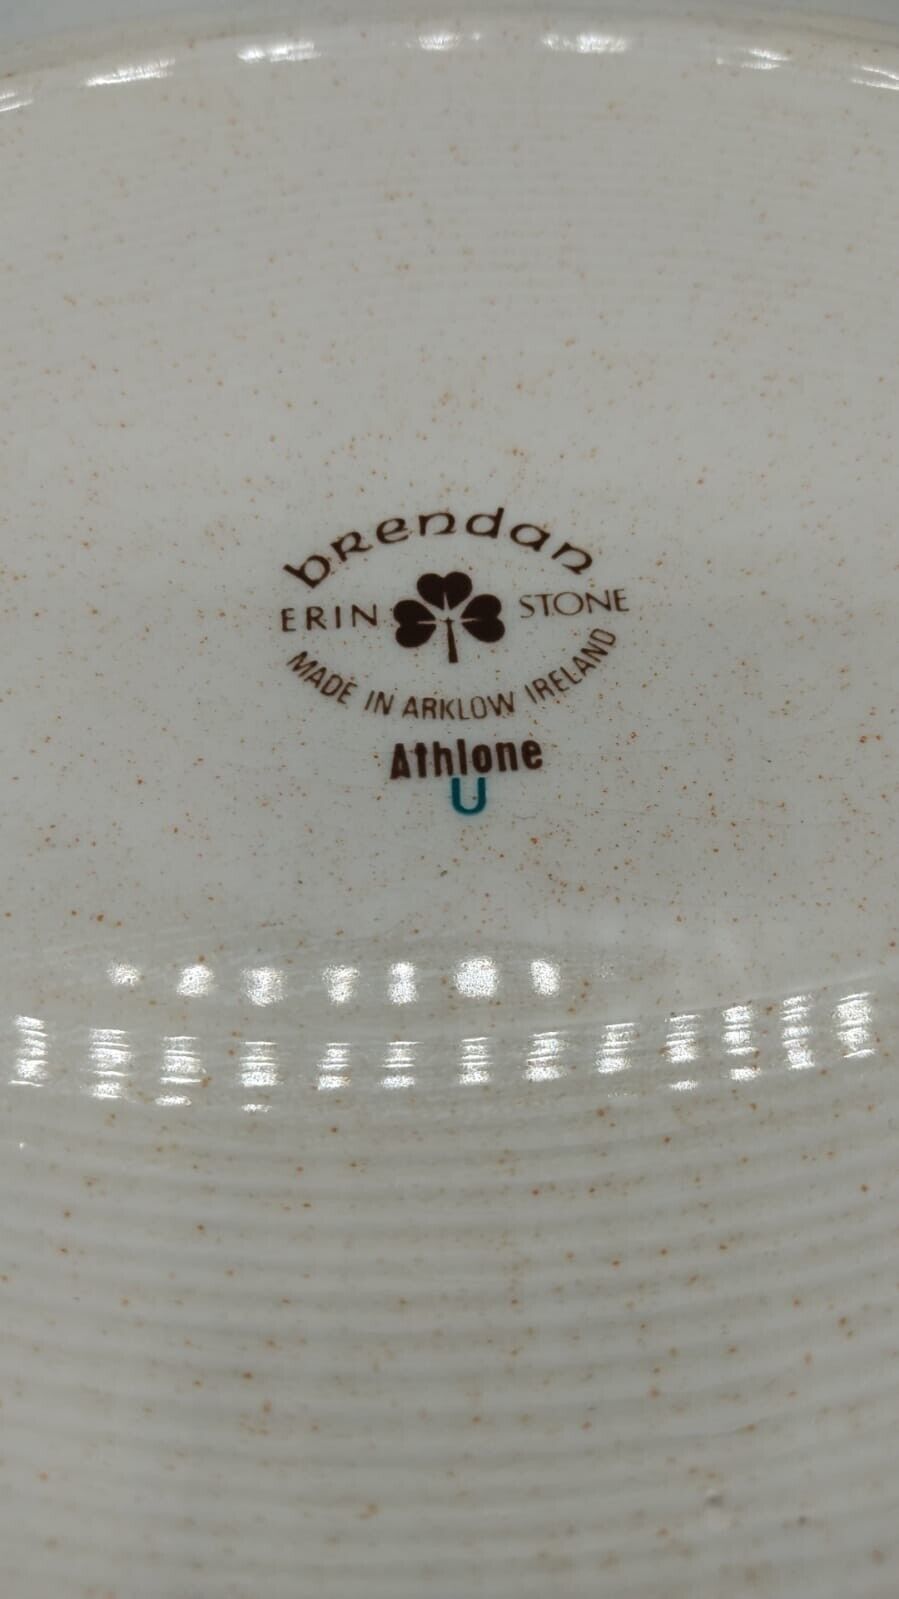 brendan
ERIN STONE
MADE IN ARKLOW IRELAND
Athlone
U